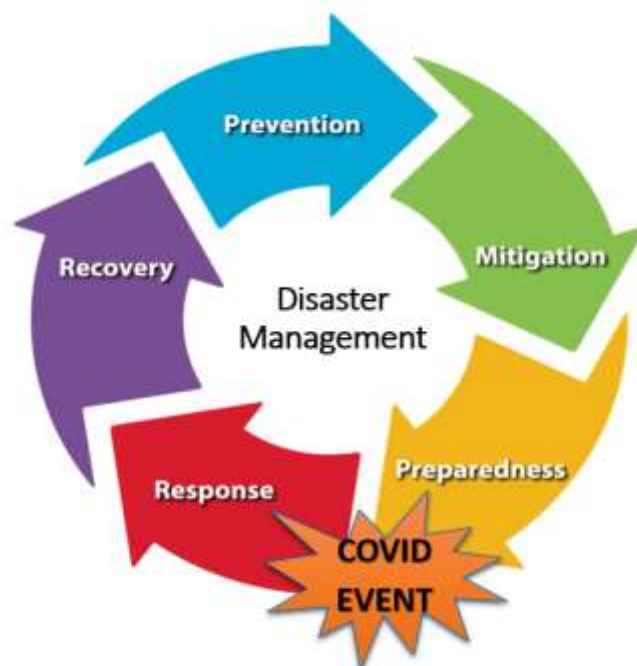 Prevention
Mitigation
Recovery
Disaster
Management
Preparedness
Response
COVID
EVENT